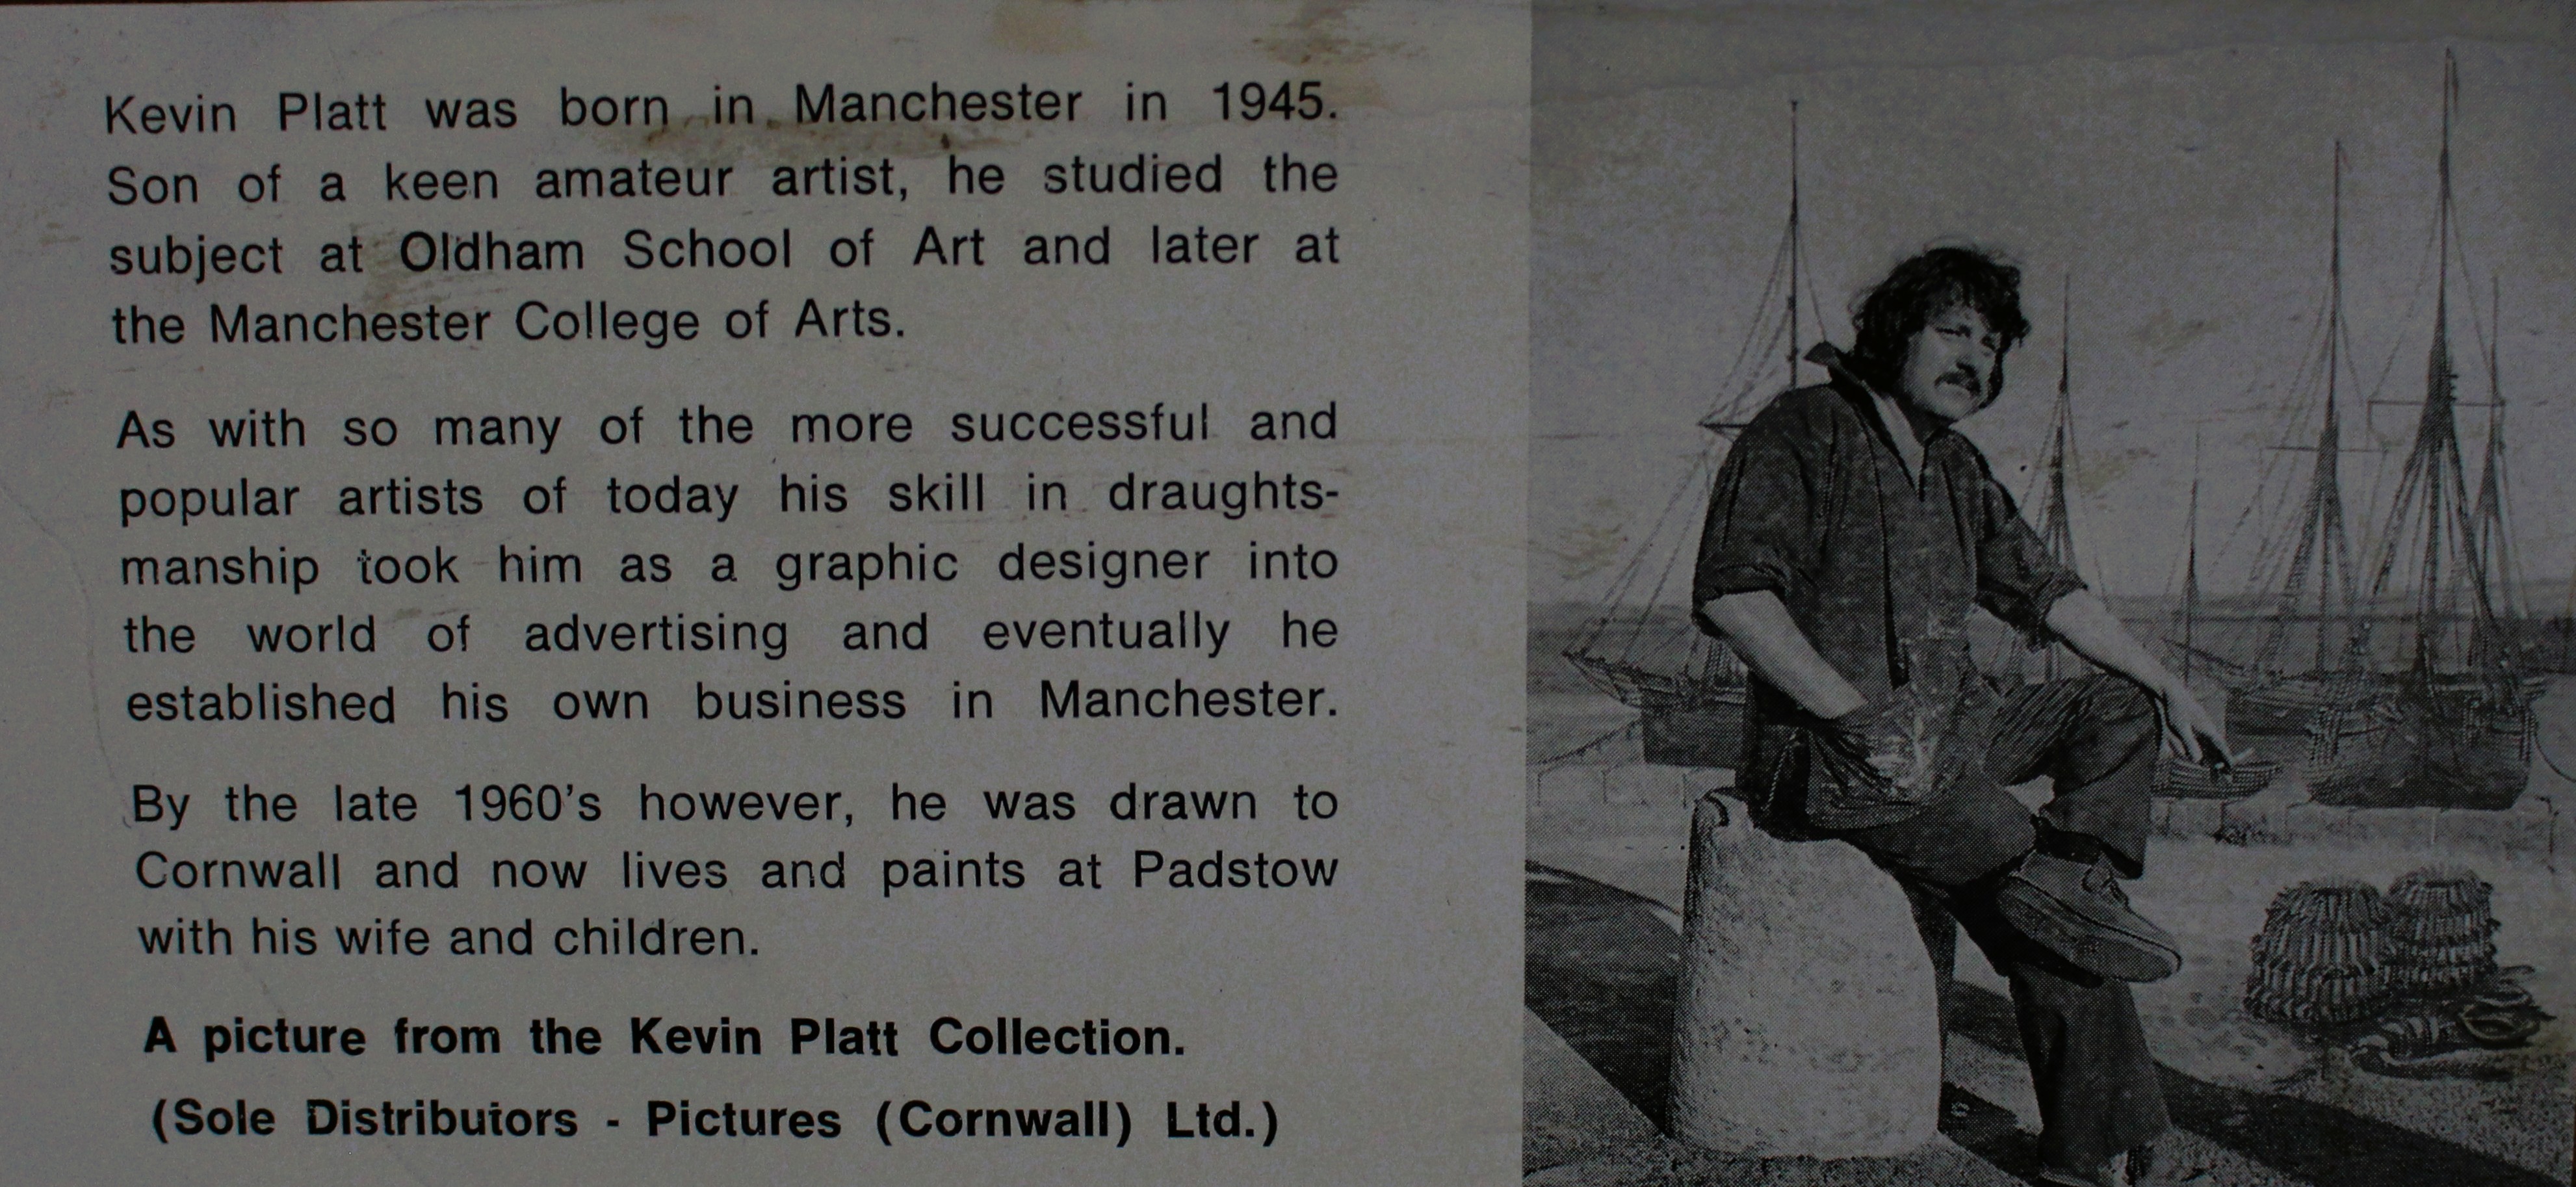 Kevin Platt was born in Manchester in 1945.
Son of a keen amateur artist, he studied the
subject at Oldham School of Art and later at
the Manchester College of Arts.
As with so many of the more successful and
popular artists of today his skill in draughts-
manship took him as a graphic designer into
the world of advertising and eventually he
established his own business in Manchester.
By the late 1960's however, he was drawn to
Cornwall and now lives and paints at Padstow
with his wife and children.
A picture from the Kevin Platt Collection.
(Sole Distributors - Pictures (Cornwall) Ltd.)